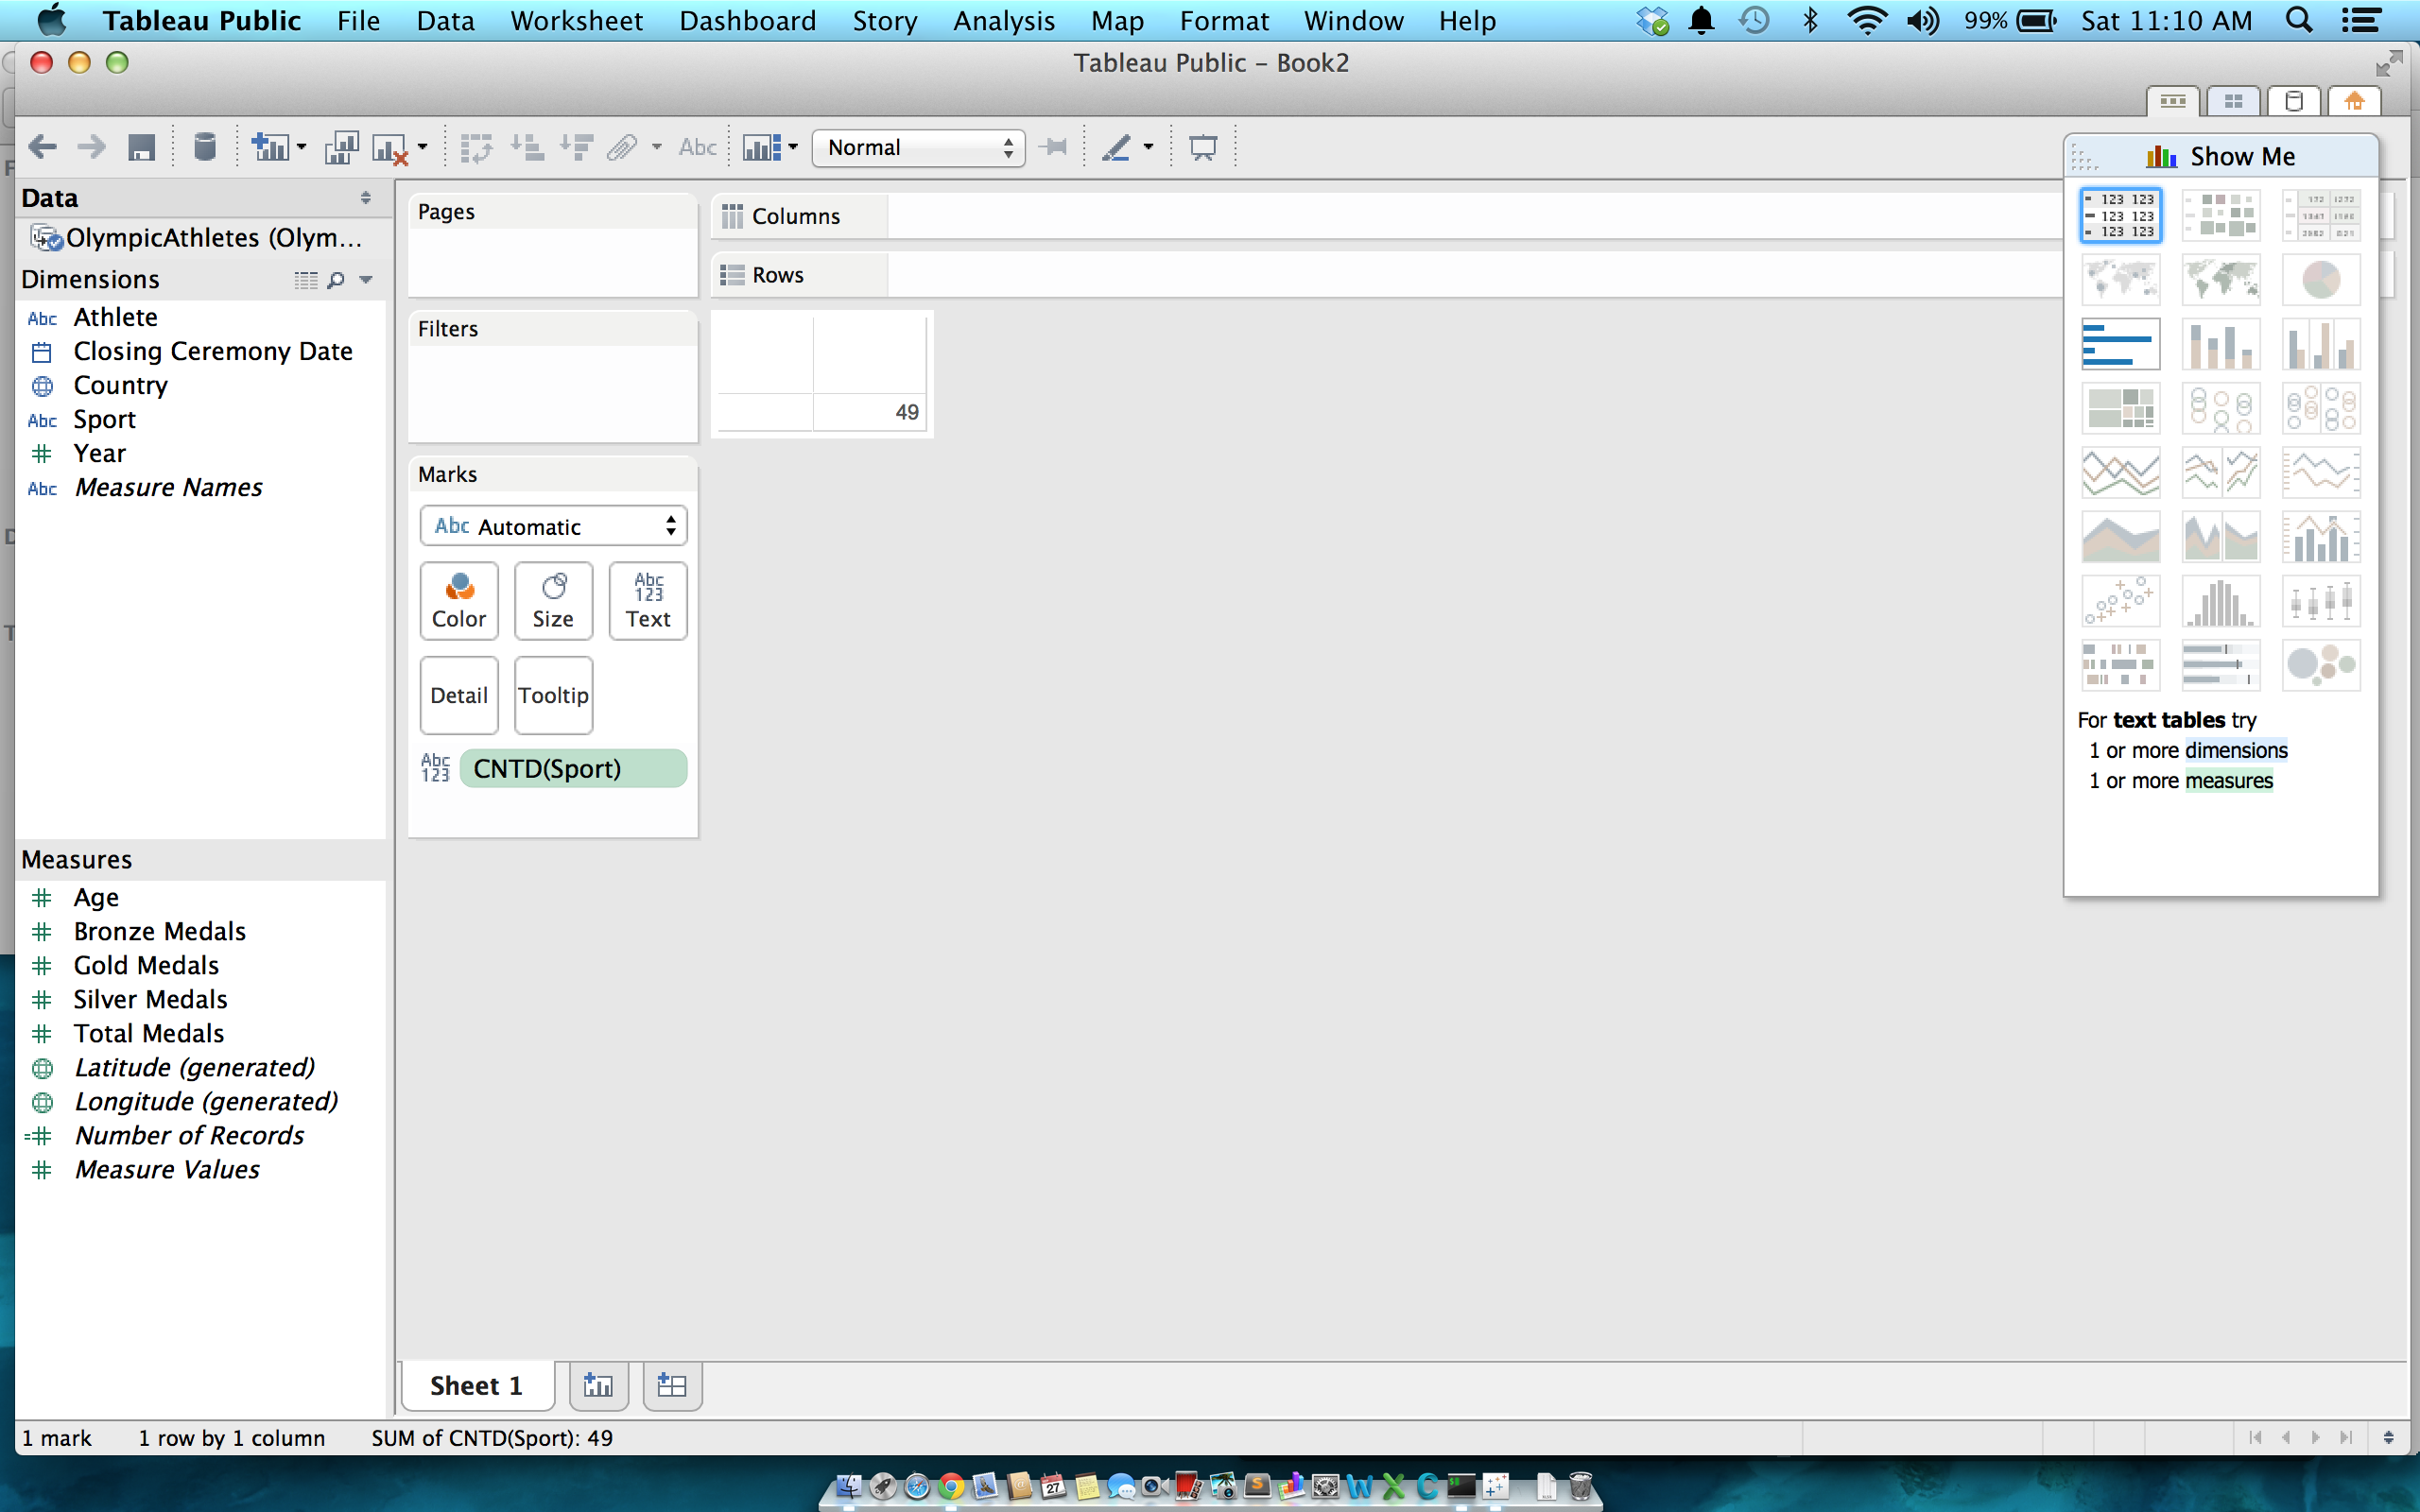 Tableau Public File Data Worksheet Dashboard Story Analysis Map Format Window Help 99% Sat 11:10 AM
Tableau Public – Book2
Abc Normal
Show Me
Data
OlympicAthletes (Olym...
Dimensions
Abc Athlete
Closing Ceremony Date
Country
Abc Sport
Year
Abc Measure Names
Measures
Age
Bronze Medals
Gold Medals
Silver Medals
Total Medals
Latitude (generated)
Longitude (generated)
Number of Records
Measure Values
Pages
Filters
Marks
Abc Automatic
Color
Size
Abc
123
Text
Detail
Tooltip
Abc
123
CNTD(Sport)
Columns
Rows
49
123 123
123 123
123 123
For text tables try
1 or more dimensions
1 or more measures
Sheet 1
1 mark 1 row by 1 column SUM of CNTD(Sport): 49
27